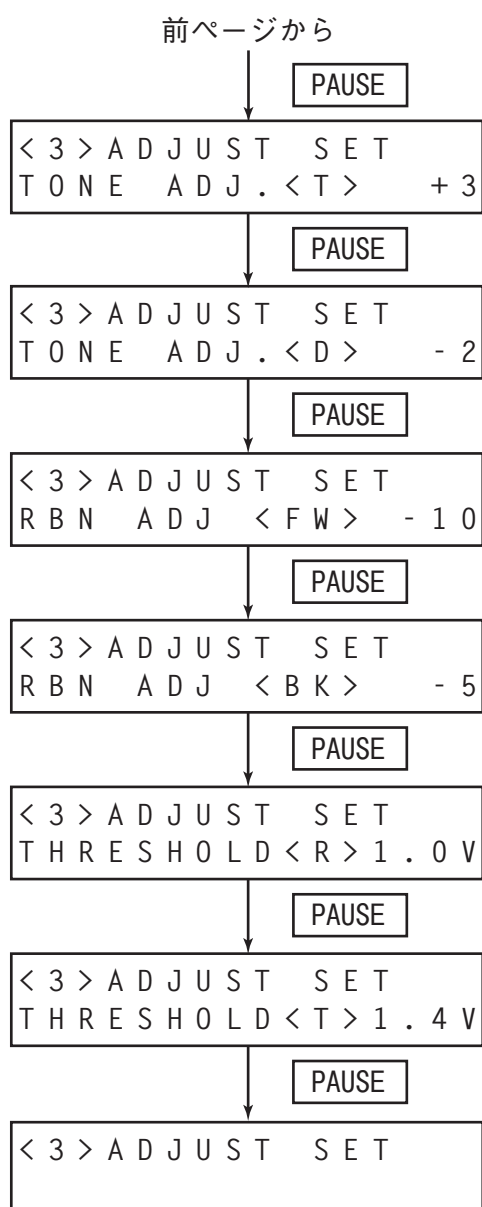 前ページから
PAUSE
<3>ADJUST SET
TONE ADJ.<T> +3
PAUSE
<3>ADJUST SET
TONE ADJ.<D> -2
PAUSE
<3>ADJUST SET
RBN ADJ <FW> -10
PAUSE
<3>ADJUST SET
RBN ADJ <BK> -5
PAUSE
<3>ADJUST SET
THRESHOLD<R>1.0V
PAUSE
<3>ADJUST SET
THRESHOLD<T>1.4V
PAUSE
<3>ADJUST SET